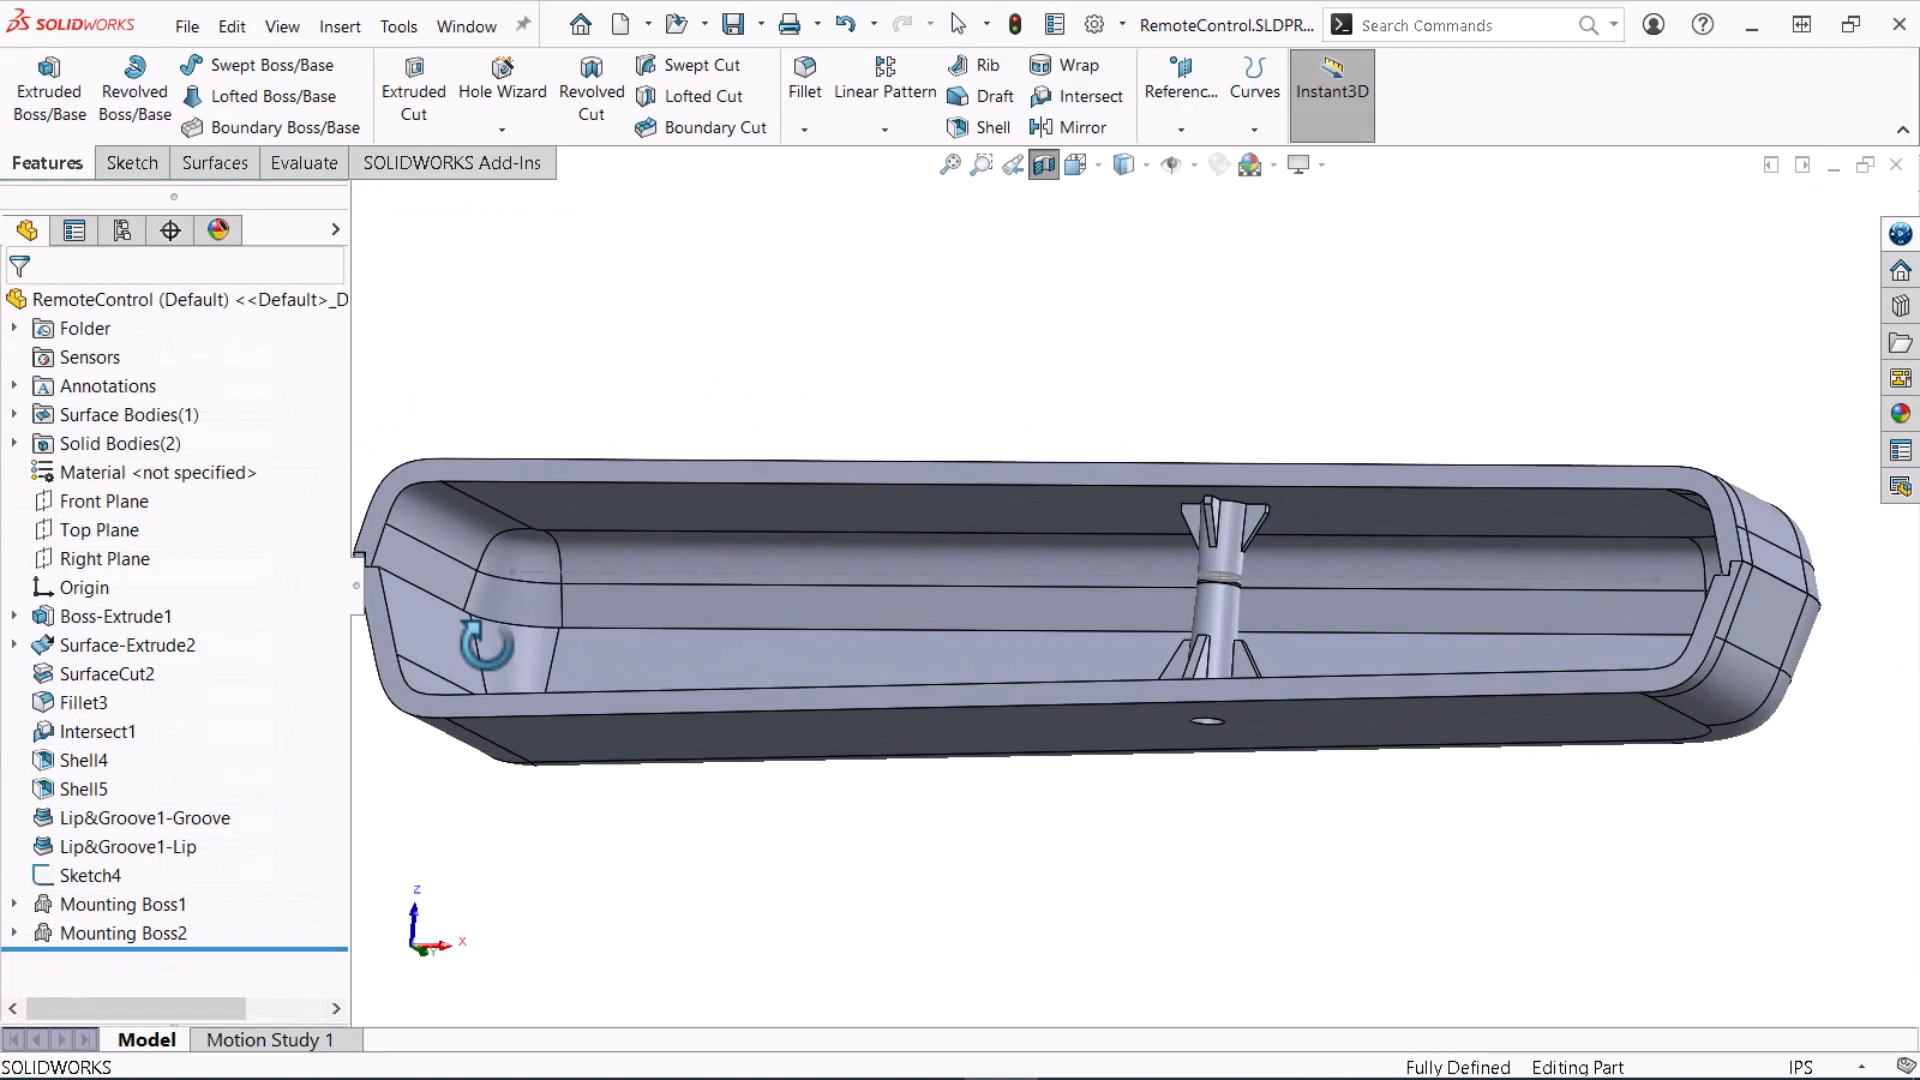 SOLIDWORKS File Edit View Insert Tools Window RemoteControl.SLDPR... Search Commands
Extruded Boss/Base
Revolved Boss/Base
Swept Boss/Base
Lofted Boss/Base
Boundary Boss/Base
Extruded Cut
Hole Wizard
Revolved Cut
Swept Cut
Lofted Cut
Boundary Cut
Fillet
Linear Pattern
Rib
Draft
Shell
Wrap
Intersect
Mirror
Referenc...
Curves
Instant3D
Features Sketch Surfaces Evaluate SOLIDWORKS Add-Ins
RemoteControl (Default) <<Default>_D
Folder
Sensors
Annotations
Surface Bodies(1)
Solid Bodies(2)
Material <not specified>
Front Plane
Top Plane
Right Plane
Origin
Boss-Extrude1
Surface-Extrude2
SurfaceCut2
Fillet3
Intersect1
Shell4
Shell5
Lip&Groove1-Groove
Lip&Groove1-Lip
Sketch4
Mounting Boss1
Mounting Boss2
Z
X
Y
Model Motion Study 1
SOLIDWORKS Fully Defined Editing Part IPS